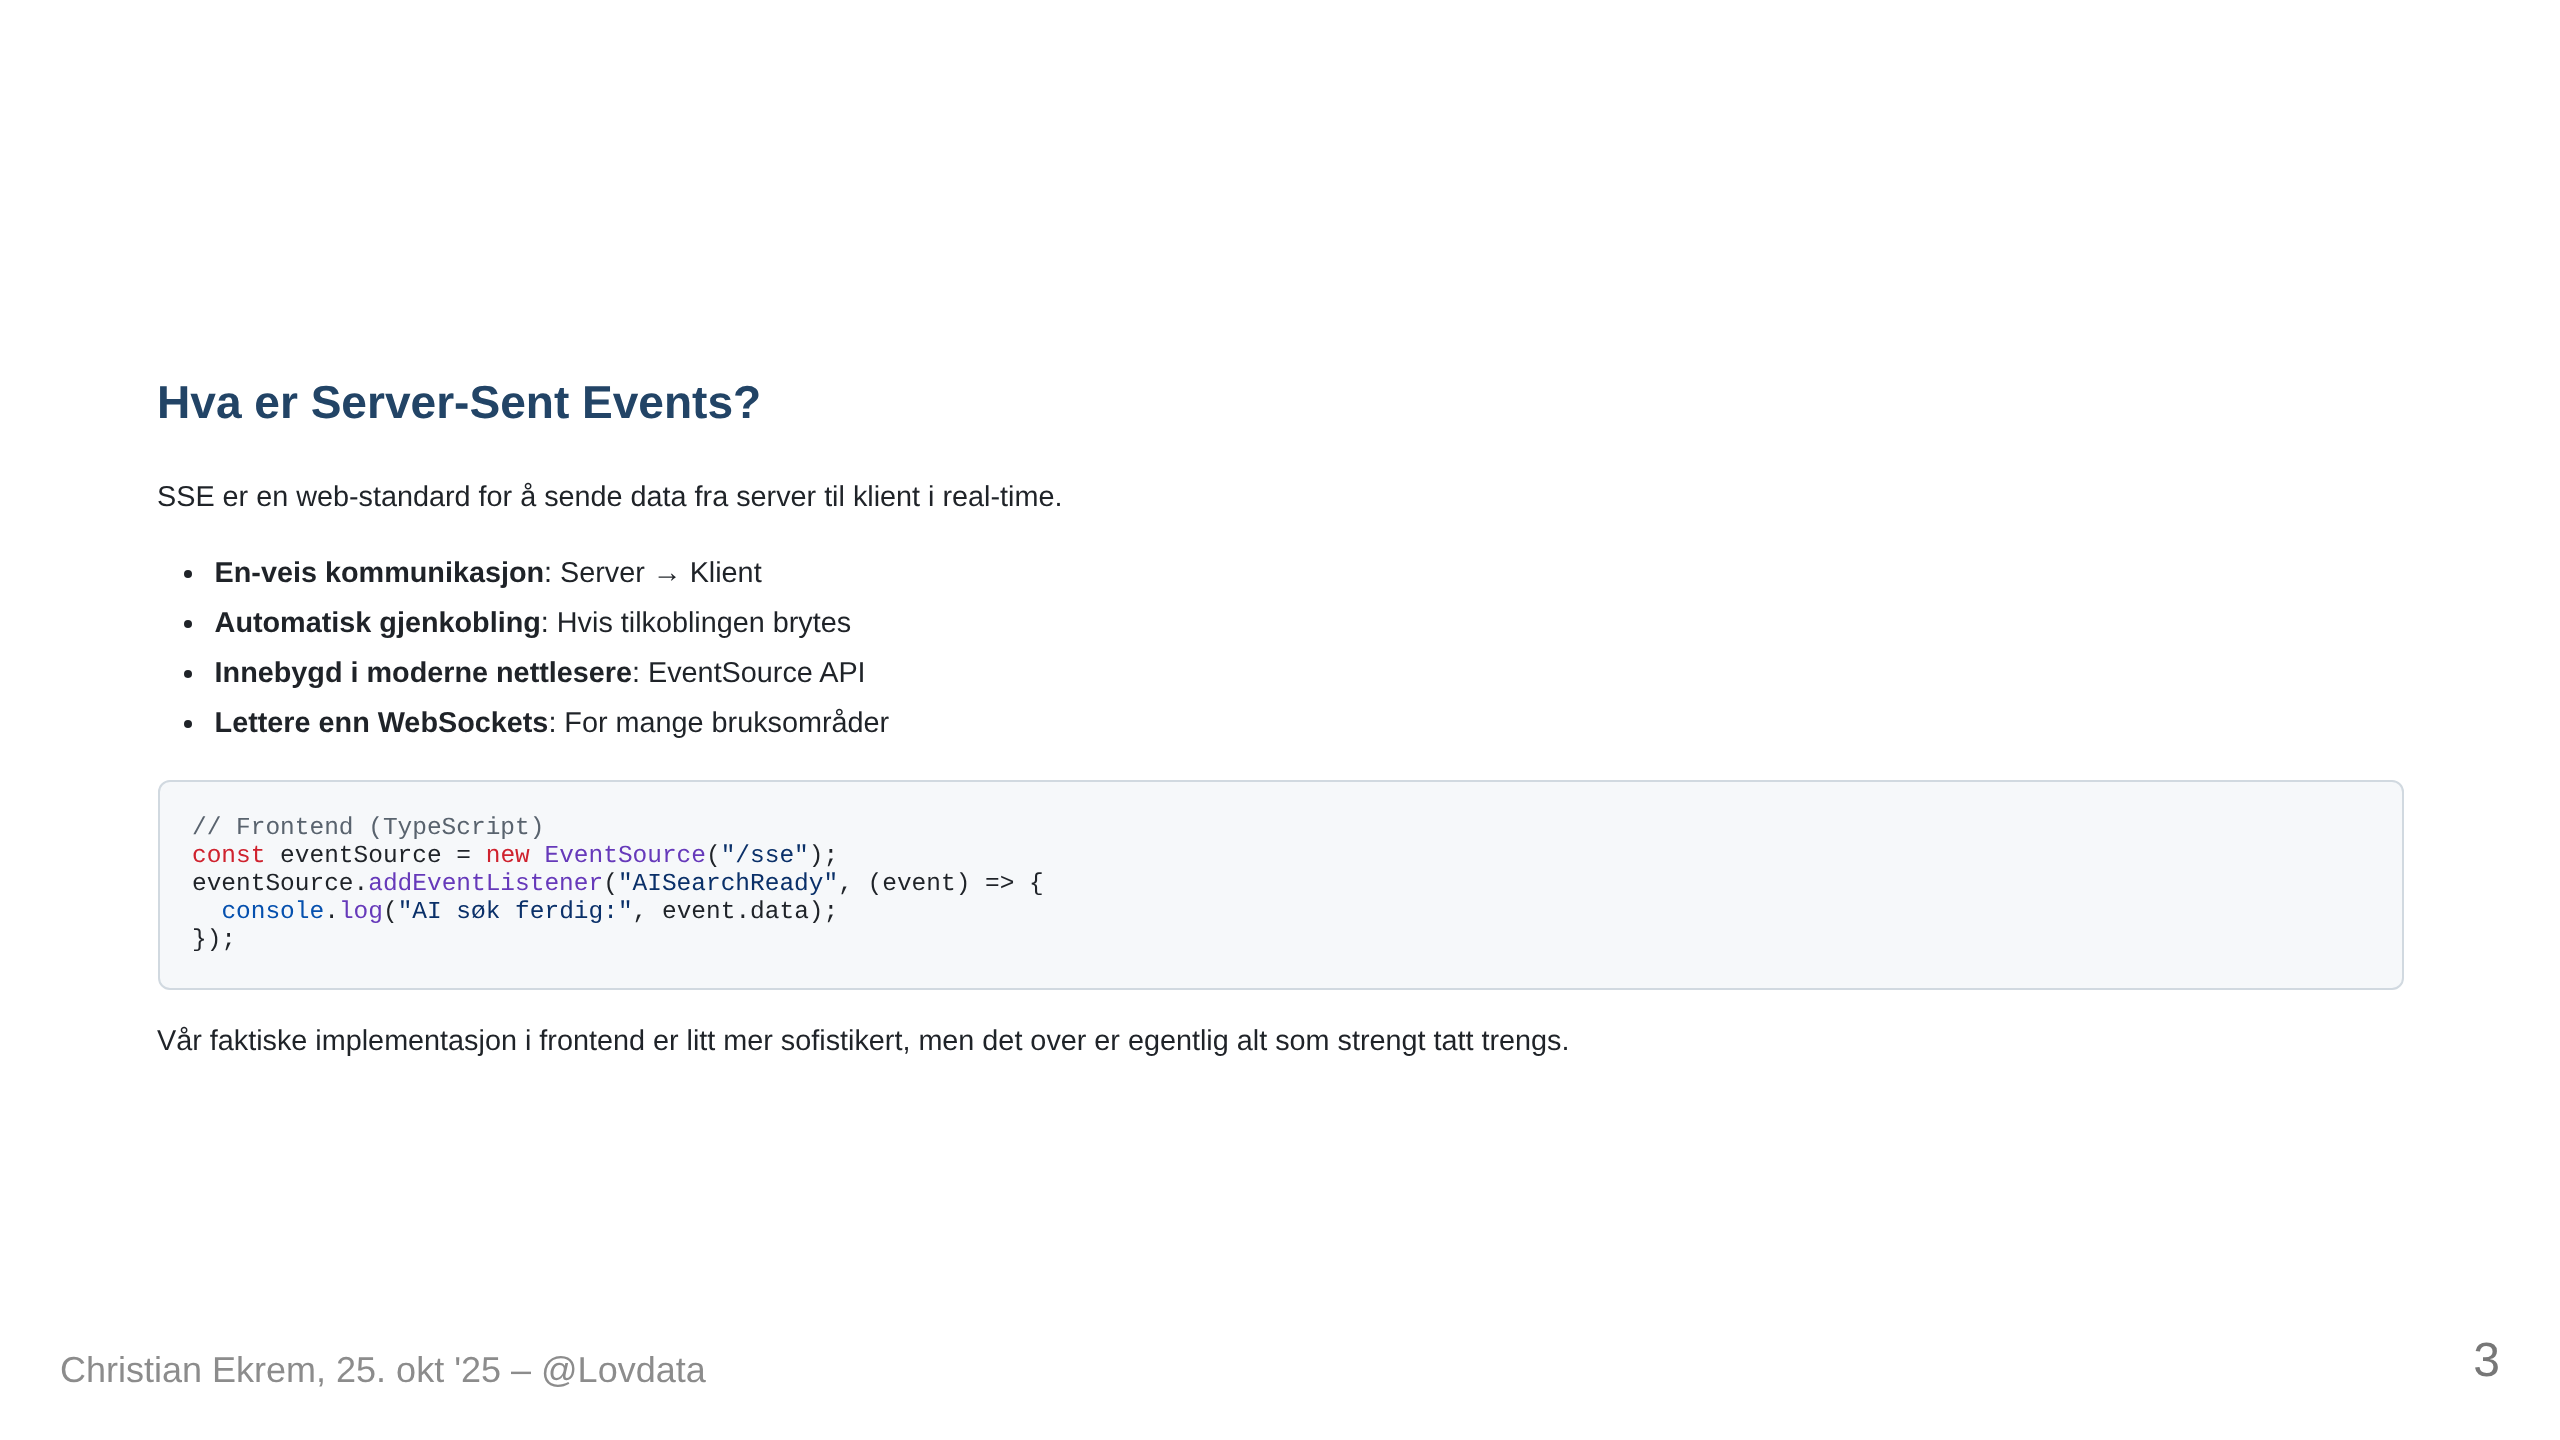 Hva er Server-Sent Events?
SSE er en web-standard for å sende data fra server til klient i real-time.
• En-veis kommunikasjon: Server → Klient
• Automatisk gjenkobling: Hvis tilkoblingen brytes
• Innebygd i moderne nettlesere: EventSource API
• Lettere enn WebSockets: For mange bruksområder
// Frontend (TypeScript)
const eventSource = new EventSource("/sse");
eventSource.addEventListener("AISearchReady", (event) => {
  console.log("AI søk ferdig:", event.data);
});
Vår faktiske implementasjon i frontend er litt mer sofistikert, men det over er egentlig alt som strengt tatt trengs.
Christian Ekrem, 25. okt '25 – @Lovdata
3